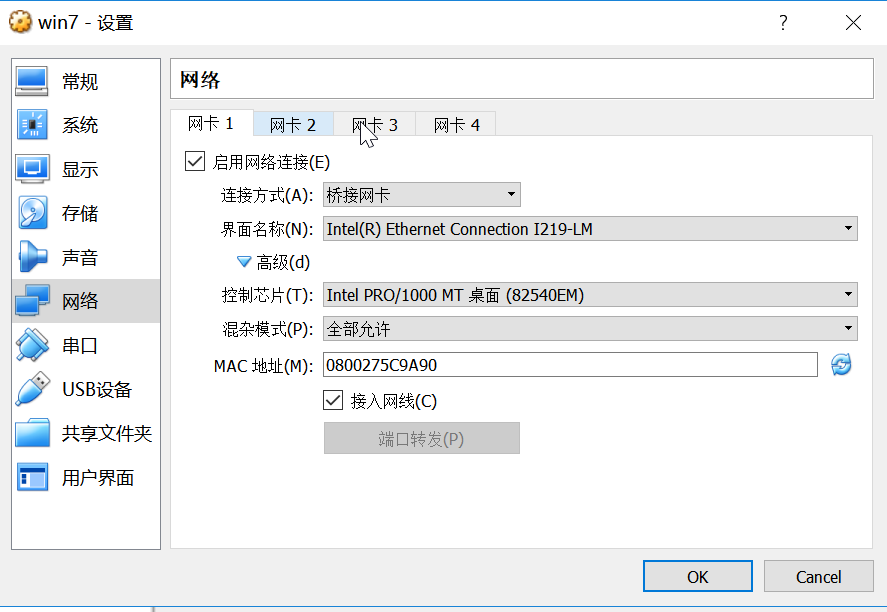 win7 - 设置
?
常规
系统
显示
存储
声音
网络
串口
USB设备
共享文件夹
用户界面
网络
网卡 1 网卡 2 网卡 3 网卡 4
启用网络连接(E)
连接方式(A): 桥接网卡
界面名称(N): Intel(R) Ethernet Connection I219-LM
高级(d)
控制芯片(T): Intel PRO/1000 MT 桌面 (82540EM)
混杂模式(P): 全部允许
MAC 地址(M): 0800275C9A90
接入网线(C)
端口转发(P)
OK Cancel